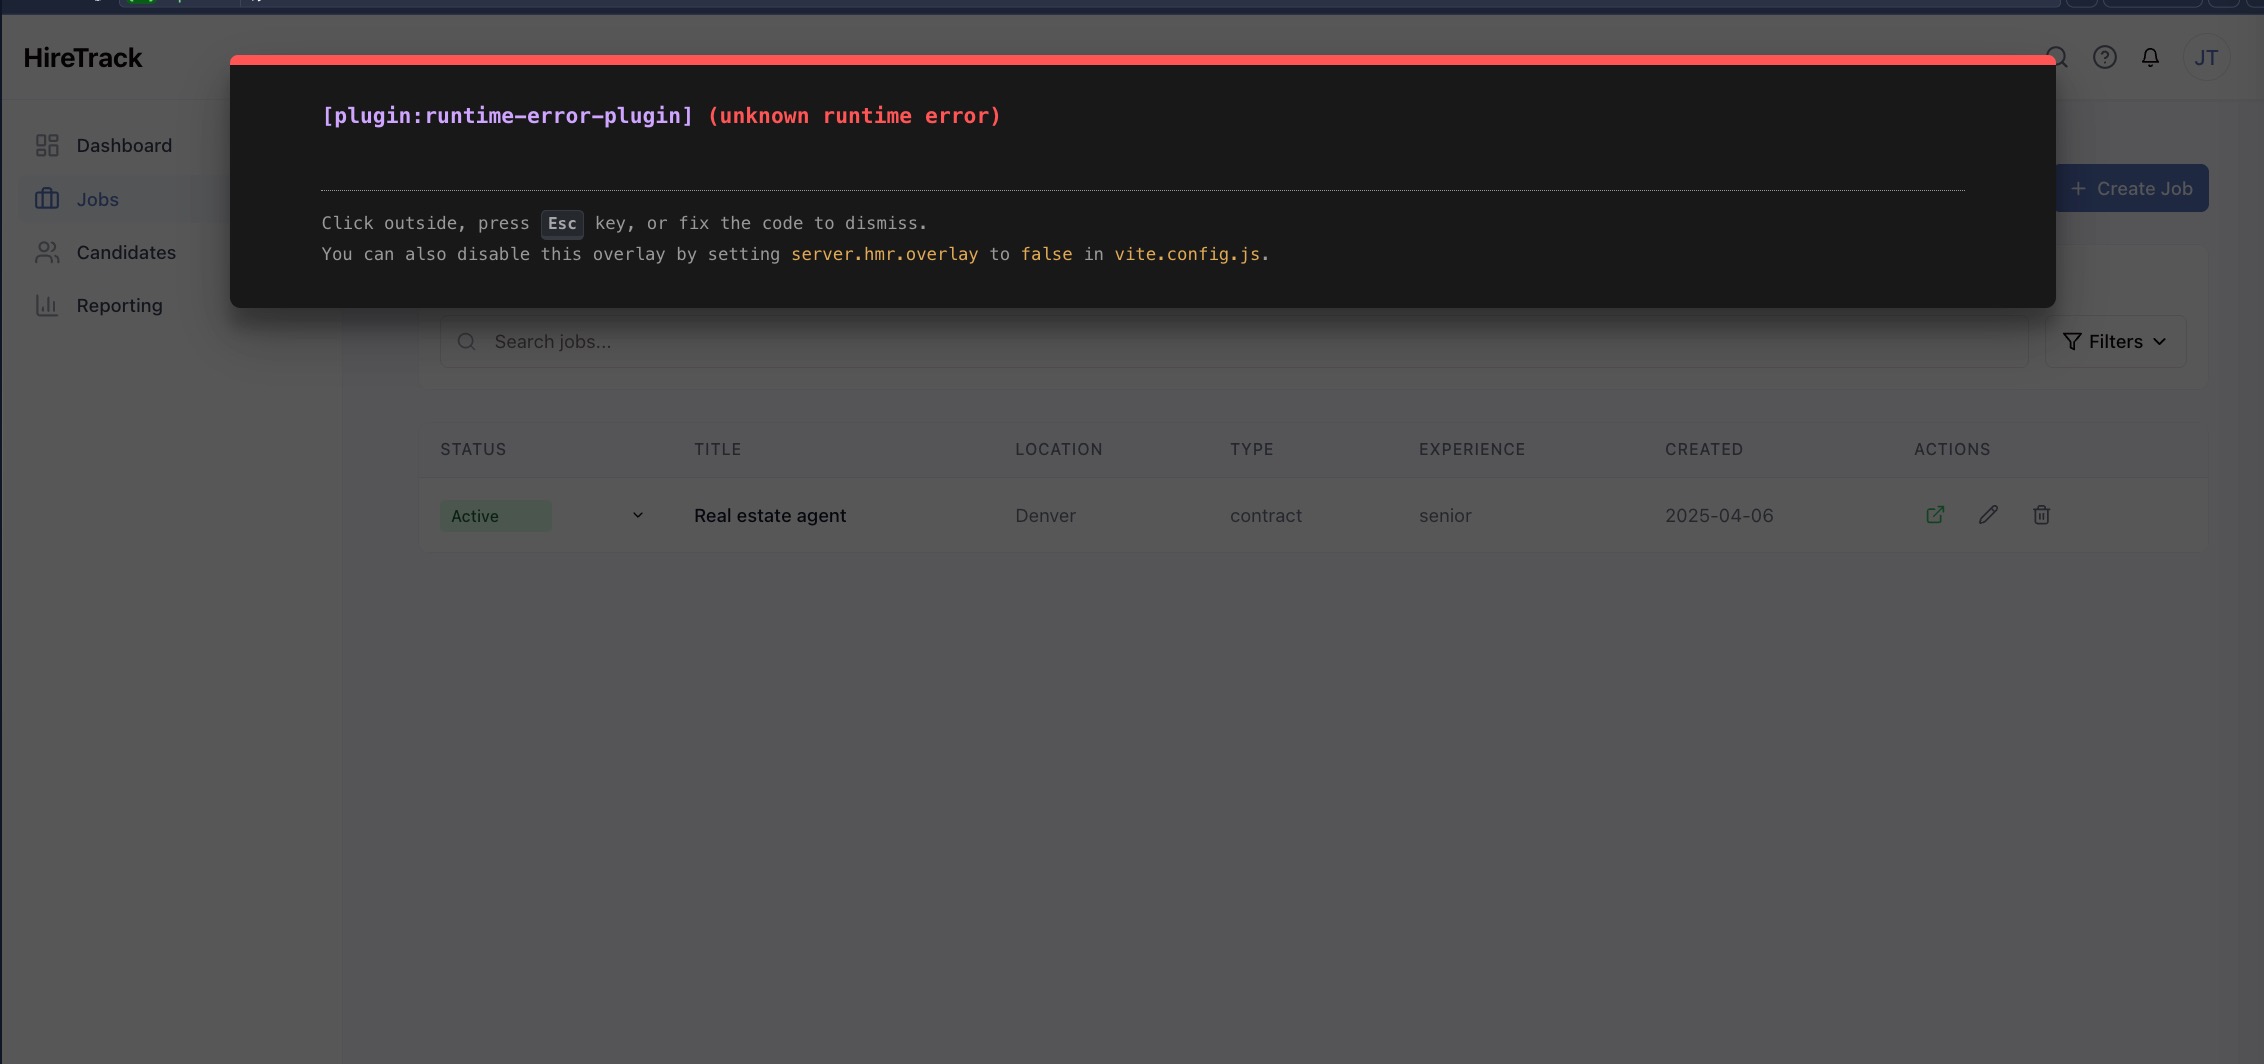 HireTrack
JT
[plugin:runtime-error-plugin] (unknown runtime error)
Click outside, press Esc key, or fix the code to dismiss.
You can also disable this overlay by setting server.hmr.overlay to false in vite.config.js.
Dashboard
Jobs
Candidates
Reporting
+ Create Job
Search jobs...
Filters
STATUS TITLE LOCATION TYPE EXPERIENCE CREATED ACTIONS
Active Real estate agent Denver contract senior 2025-04-06